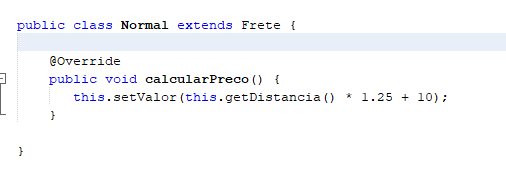 public class Normal extends Frete {
@Override
public void calcularPreco() {
this.setValor(this.getDistancia() * 1.25 + 10);
}
}